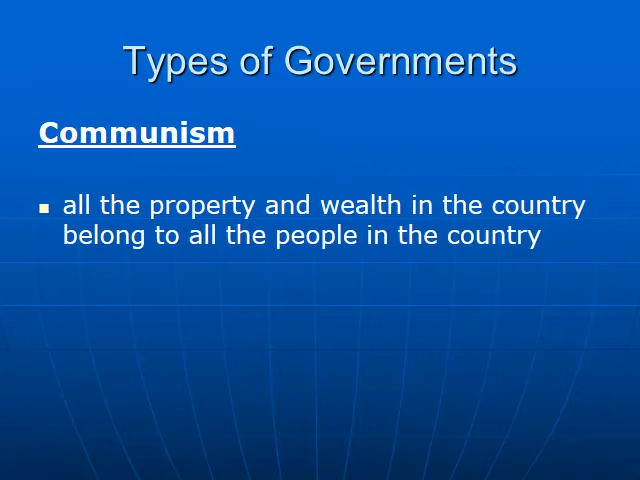 Types of Governments
Communism
all the property and wealth in the country
belong to all the people in the country